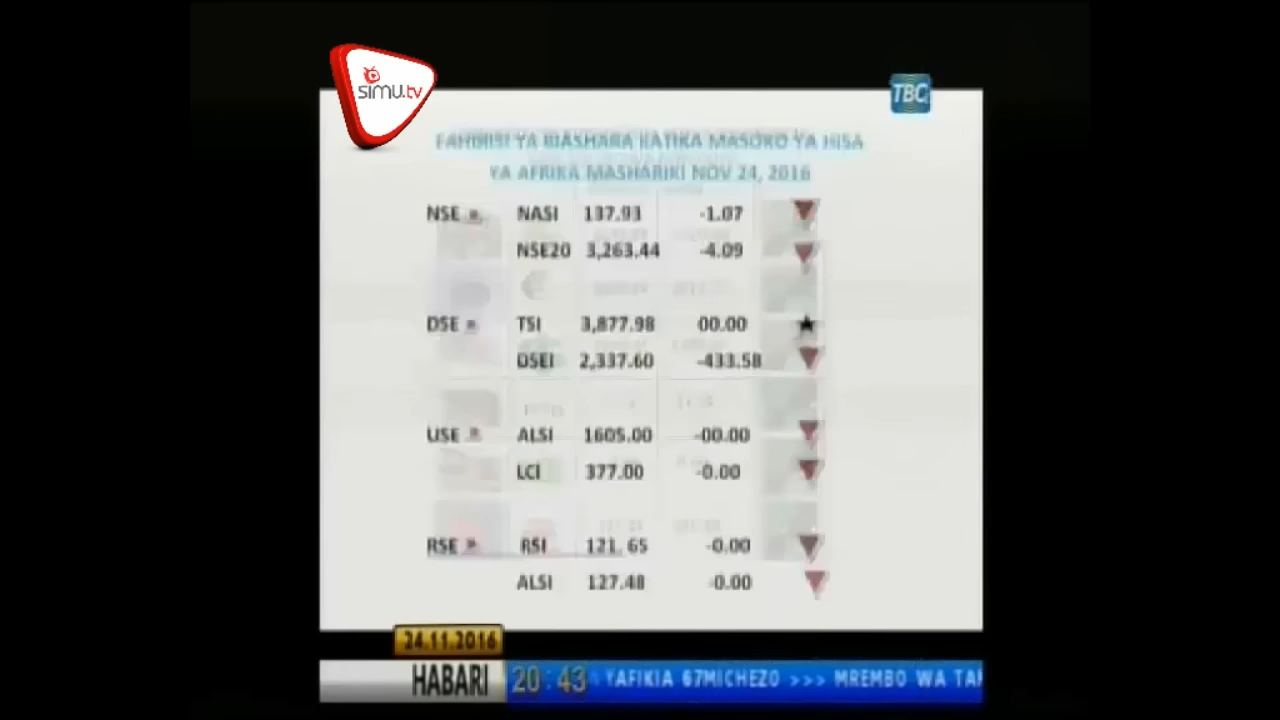 SIMU.tv
TBC
FAHIRISI YA BIASHARA KATIKA MASOKO YA HISA
YA AFRIKA MASHARIKI NOV 24, 2016
NSE » NASI 137.93 -1.07
NSE20 3,263.44 -4.09
DSE » TSI 3,877.98 00.00
DSEI 2,337.60 -433.58
USE » ALSI 1605.00 -00.00
LCI 377.00 -0.00
RSE » RSI 121. 65 -0.00
ALSI 127.48 -0.00
24.11.2016
HABARI 20:43 YAFIKIA 67MICHEZO >>> MREMBO WA